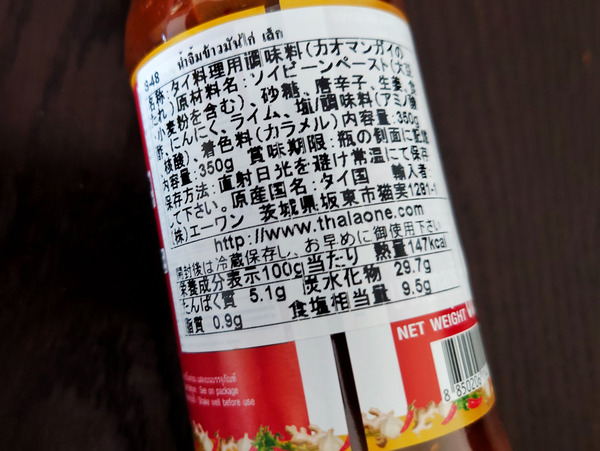 848 น้ำจิ้มข้าวมันไก่ เล็ก
名称:タイ料理用調味料(カオマンガイの
たれ)原材料名:ソイビーンペースト(大豆、
小麦粉を含む)、砂糖、唐辛子、生姜、食
酢、にんにく、ライム、塩/調味料(アミノ酸
、核酸)、着色料(カラメル)内容量:350g
内容量:350g 賞味期限:瓶の側面に記載
保存方法:直射日光を避け常温にて保存
して下さい。原産国名:タイ国 輸入者:
(株)エーワン 茨城県坂東市猫実1281-1
http://www.thalaone.com
開封後は冷蔵保存し、お早めに御使用下さい
栄養成分表示100g当たり 熱量147kcal
たんぱく質 5.1g 炭水化物 29.7g
脂質 0.9g 食塩相当量 9.5g
NET WEIGHT
See on package
Shake well before use
8 850206